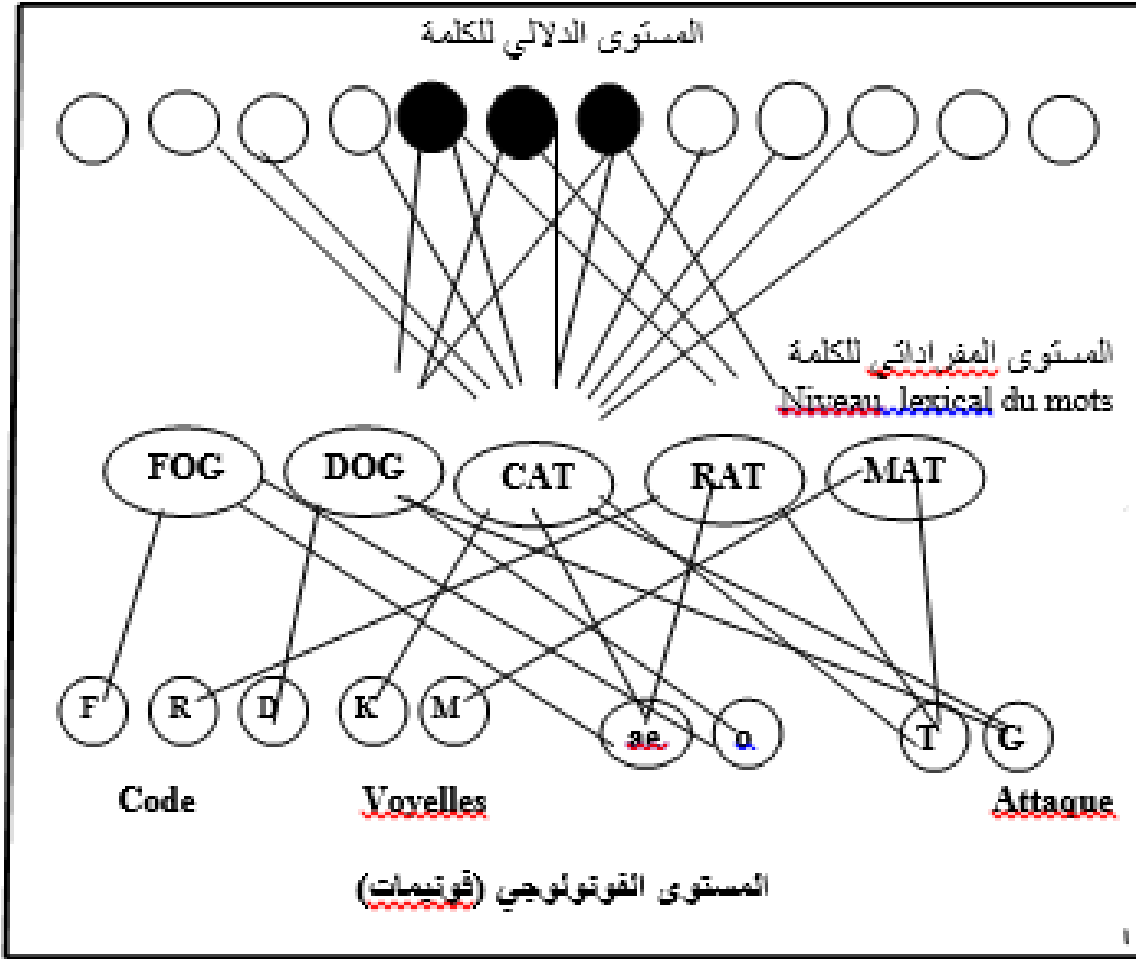 المستوى الدلالي للكلمة
المستوى المفراداتي للكلمة
Niveau lexical du mots
FOG DOG CAT RAT MAT
F R D K M ae o T G
Code Voyelles Attaque
المستوى الفونولوجي (فونيمات)